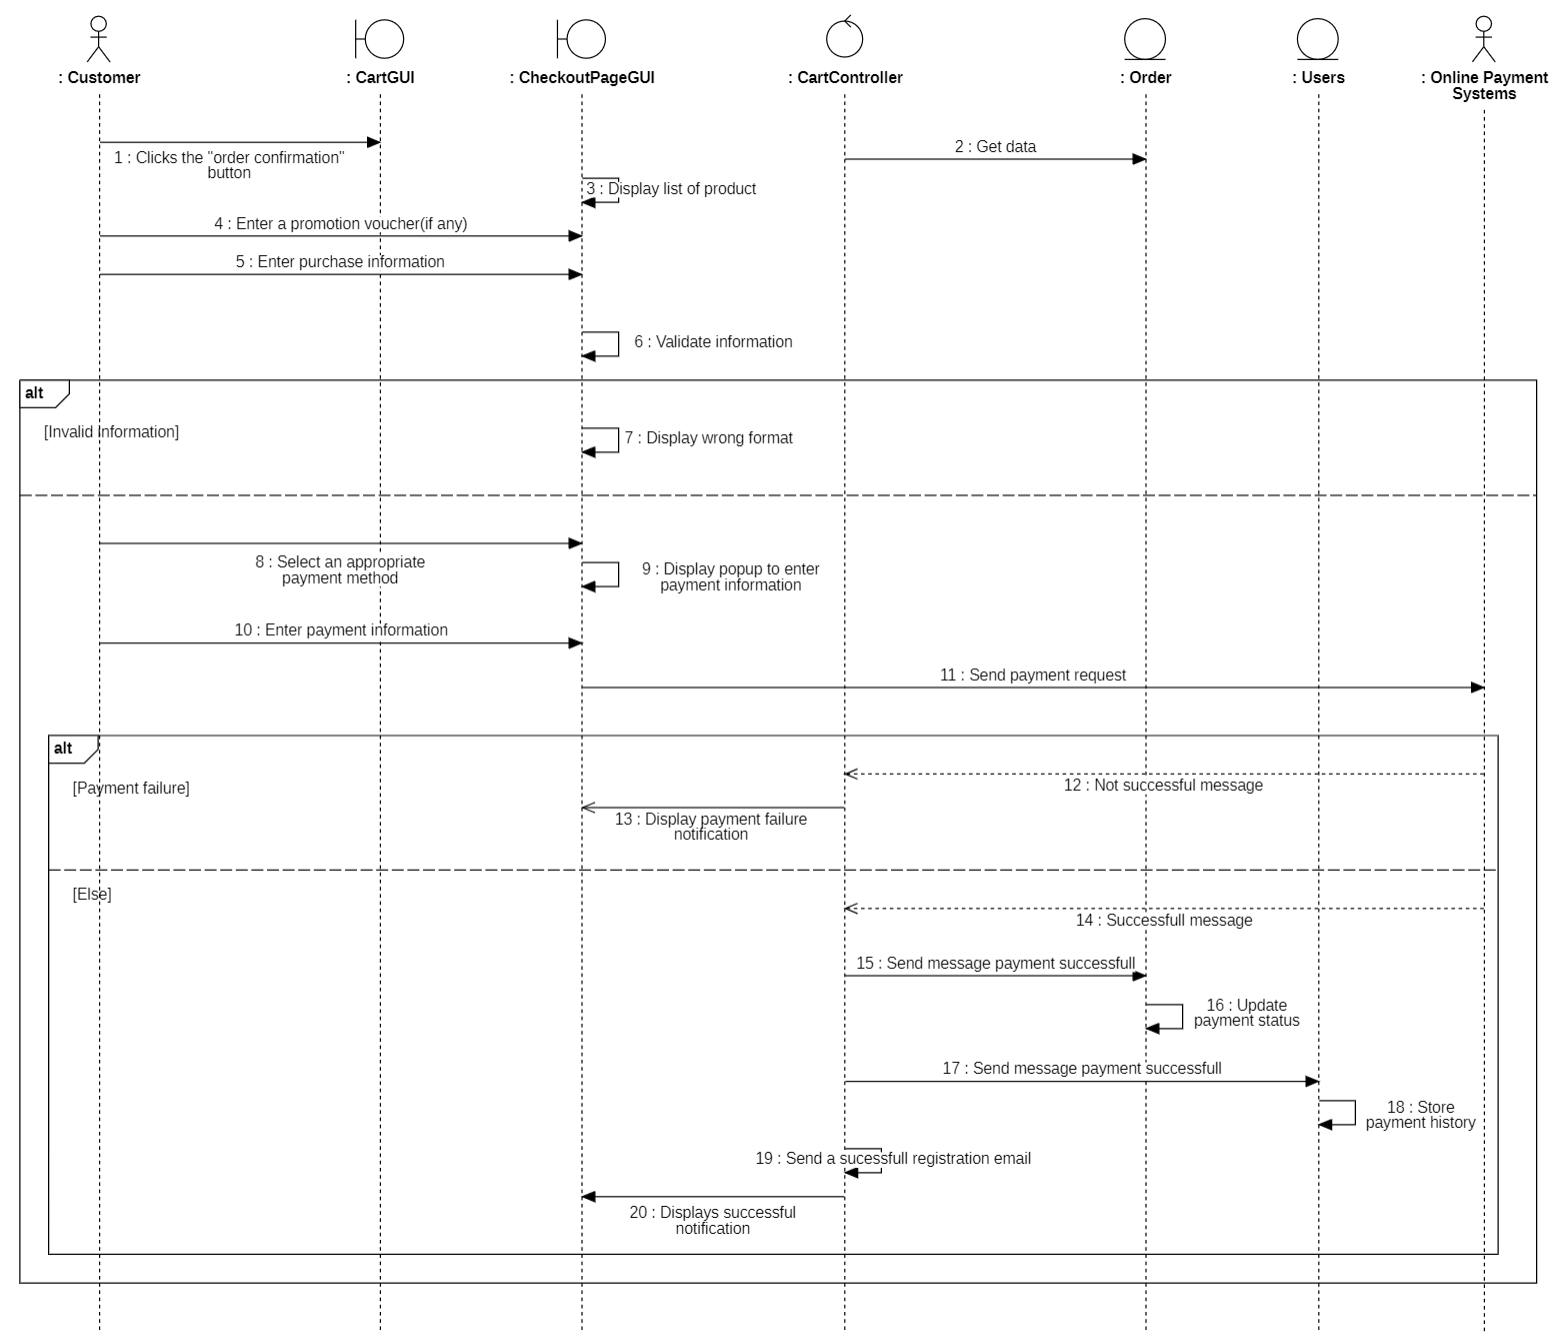 : Customer
: CartGUI
: CheckoutPageGUI
: CartController
: Order
: Users
: Online Payment
Systems
1 : Clicks the "order confirmation"
button
2 : Get data
3 : Display list of product
4 : Enter a promotion voucher(if any)
5 : Enter purchase information
6 : Validate information
alt
[Invalid Information]
7 : Display wrong format
8 : Select an appropriate
payment method
9 : Display popup to enter
payment information
10 : Enter payment information
11 : Send payment request
alt
[Payment failure]
12 : Not successful message
13 : Display payment failure
notification
[Else]
14 : Successfull message
15 : Send message payment successfull
16 : Update
payment status
17 : Send message payment successfull
18 : Store
payment history
19 : Send a sucessfull registration email
20 : Displays successful
notification